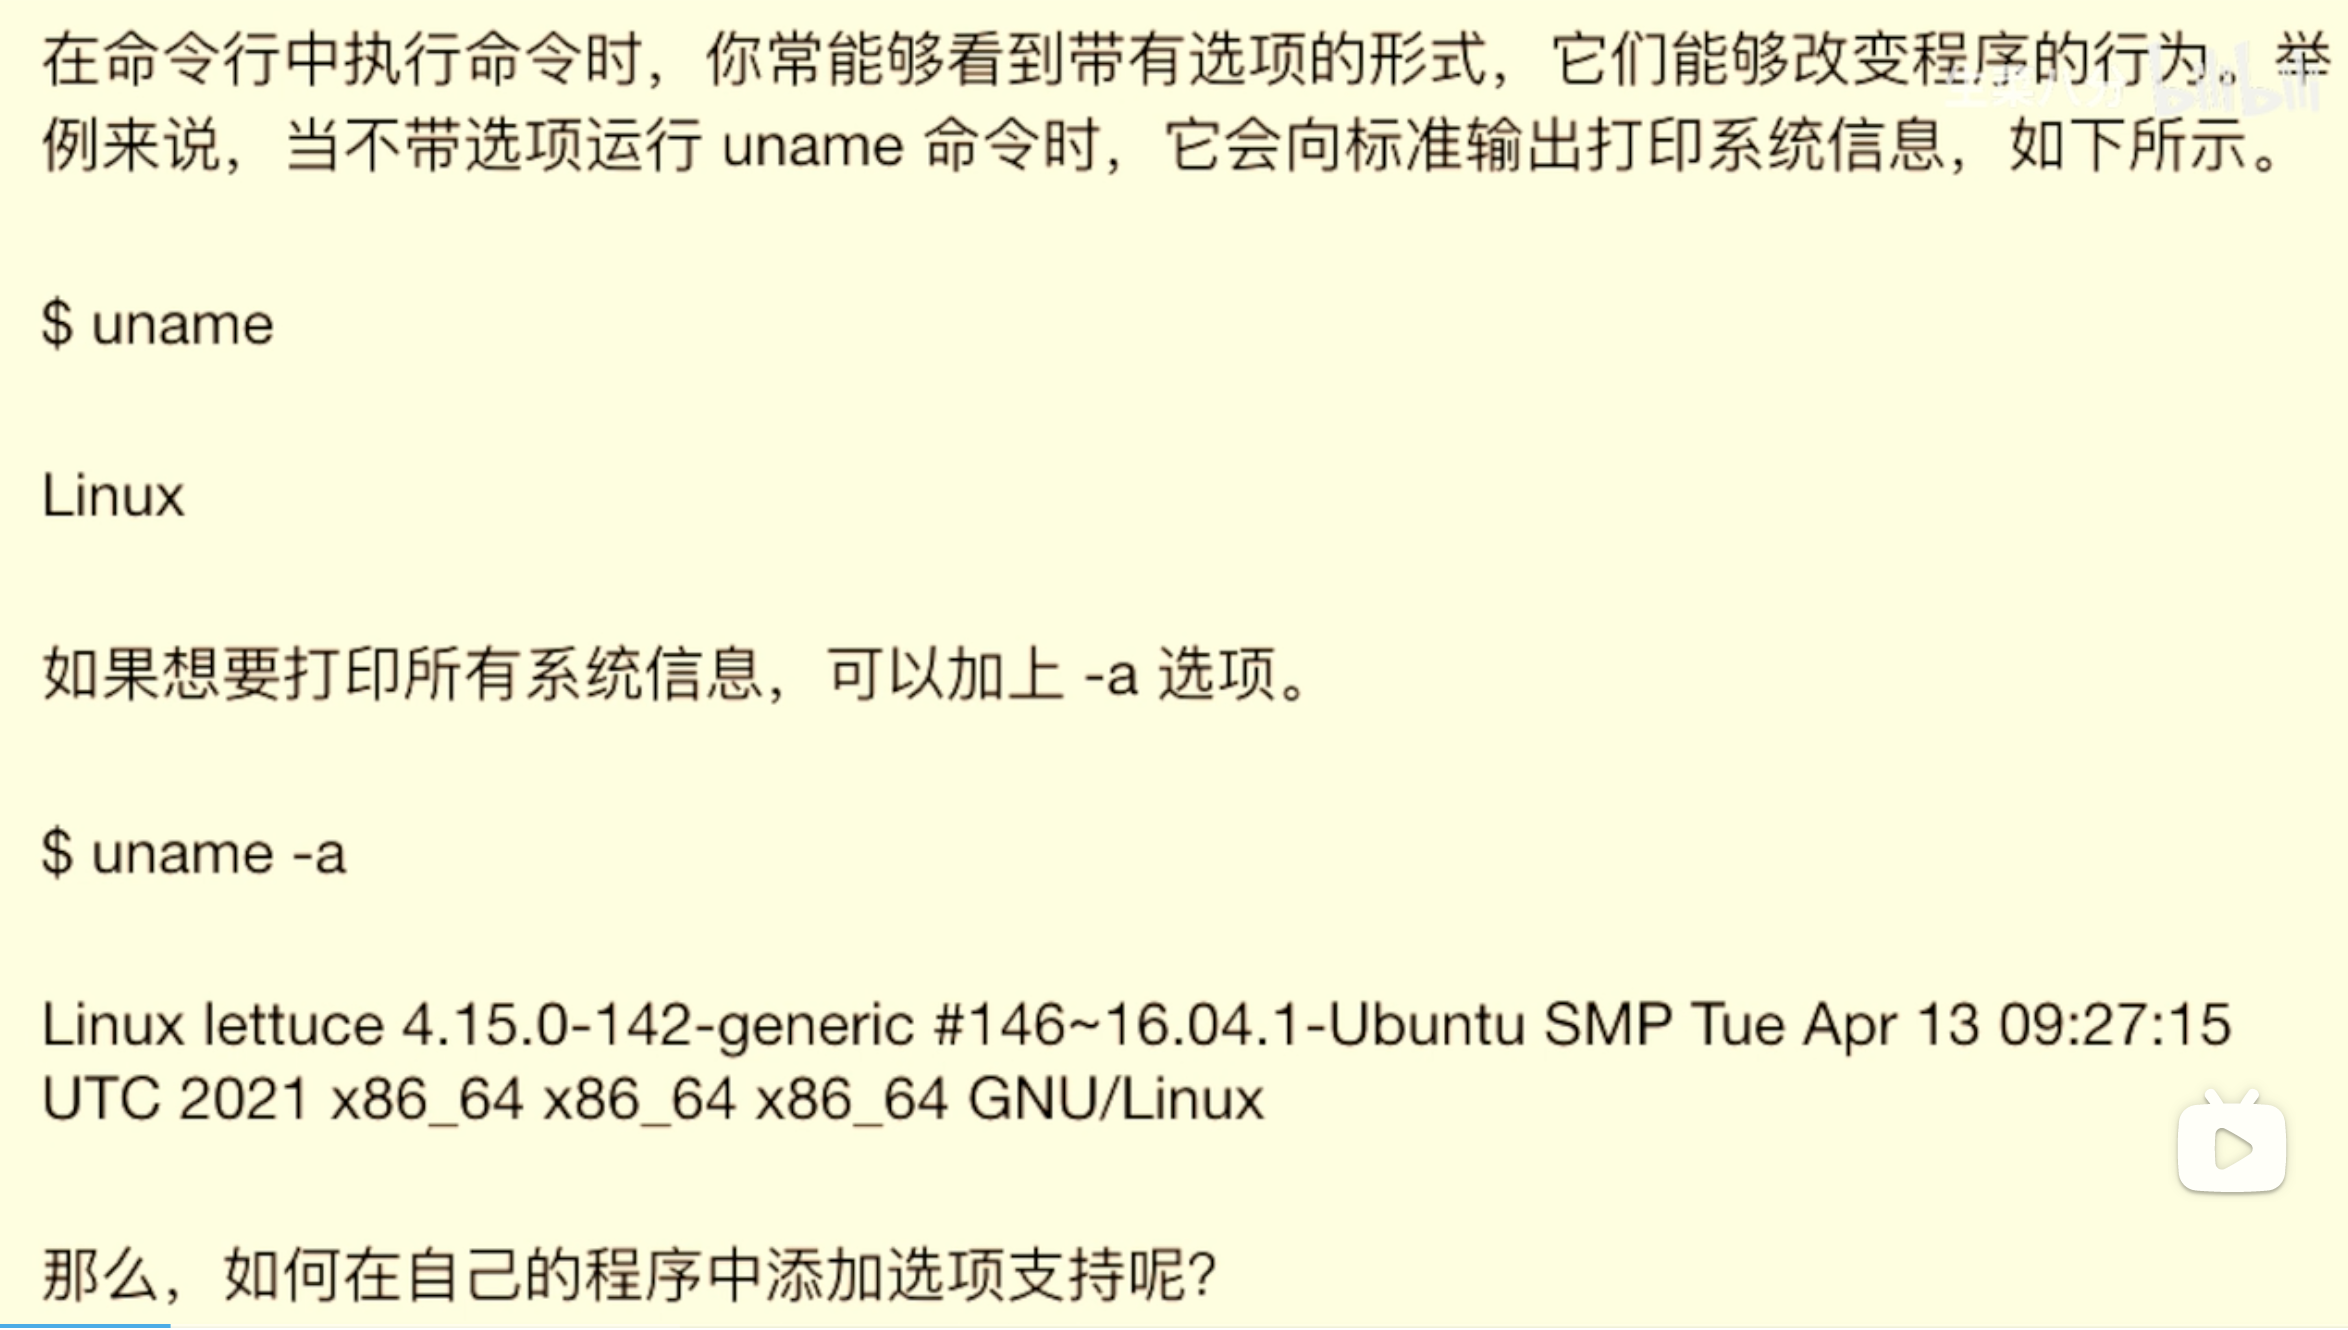 在命令行中执行命令时，你常能够看到带有选项的形式，它们能够改变程序的行为。举
例来说，当不带选项运行 uname 命令时，它会向标准输出打印系统信息，如下所示。
$ uname
Linux
如果想要打印所有系统信息，可以加上 -a 选项。
$ uname -a
Linux lettuce 4.15.0-142-generic #146~16.04.1-Ubuntu SMP Tue Apr 13 09:27:15
UTC 2021 x86_64 x86_64 x86_64 GNU/Linux
那么，如何在自己的程序中添加选项支持呢？
bilibili